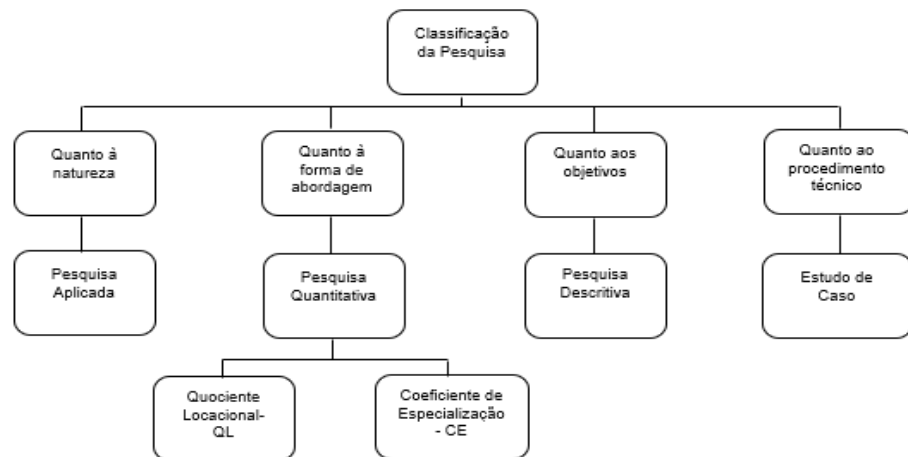 Classificação
da Pesquisa
Quanto à
natureza
Quanto à
forma de
abordagem
Quanto aos
objetivos
Quanto ao
procedimento
técnico
Pesquisa
Aplicada
Pesquisa
Quantitativa
Pesquisa
Descritiva
Estudo de
Caso
Quociente
Locacional-
QL
Coeficiente de
Especialização
- CE